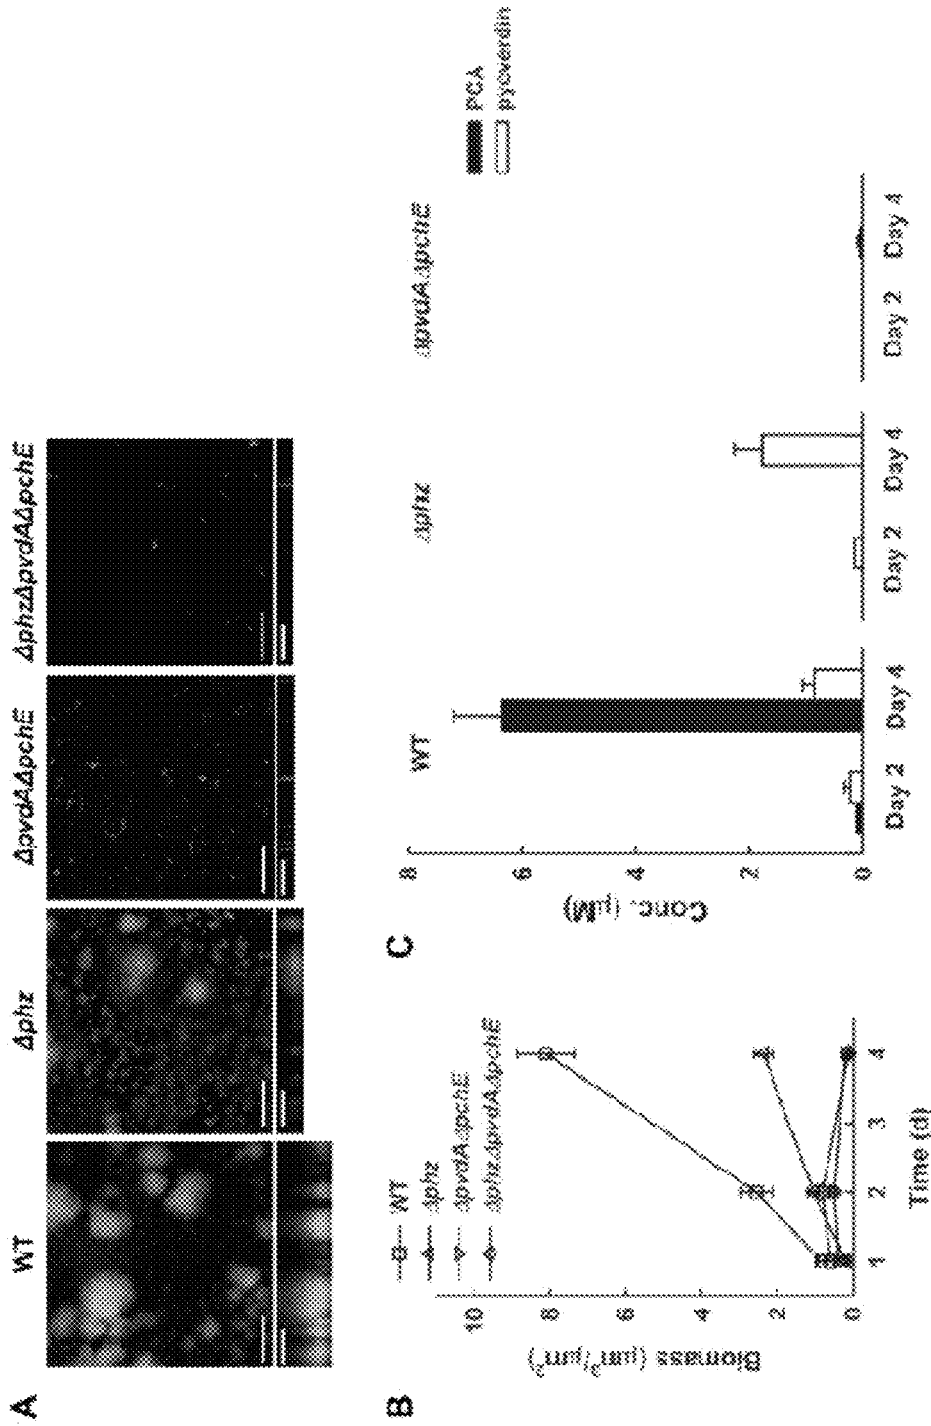 A
WT
Δphz
ΔpvdAΔpchE
ΔphzΔpvdAΔpchE
B
Biomass (μm³/μm²)
10
8
6
4
2
0
WT
Δphz
ΔpvdAΔpchE
ΔphzΔpvdAΔpchE
1
2
3
4
Time (d)
C
Conc. (μM)
8
6
4
2
0
WT
Δphz
ΔpvdAΔpchE
PCA
pyoverdin
Day 2
Day 4
Day 2
Day 4
Day 2
Day 4